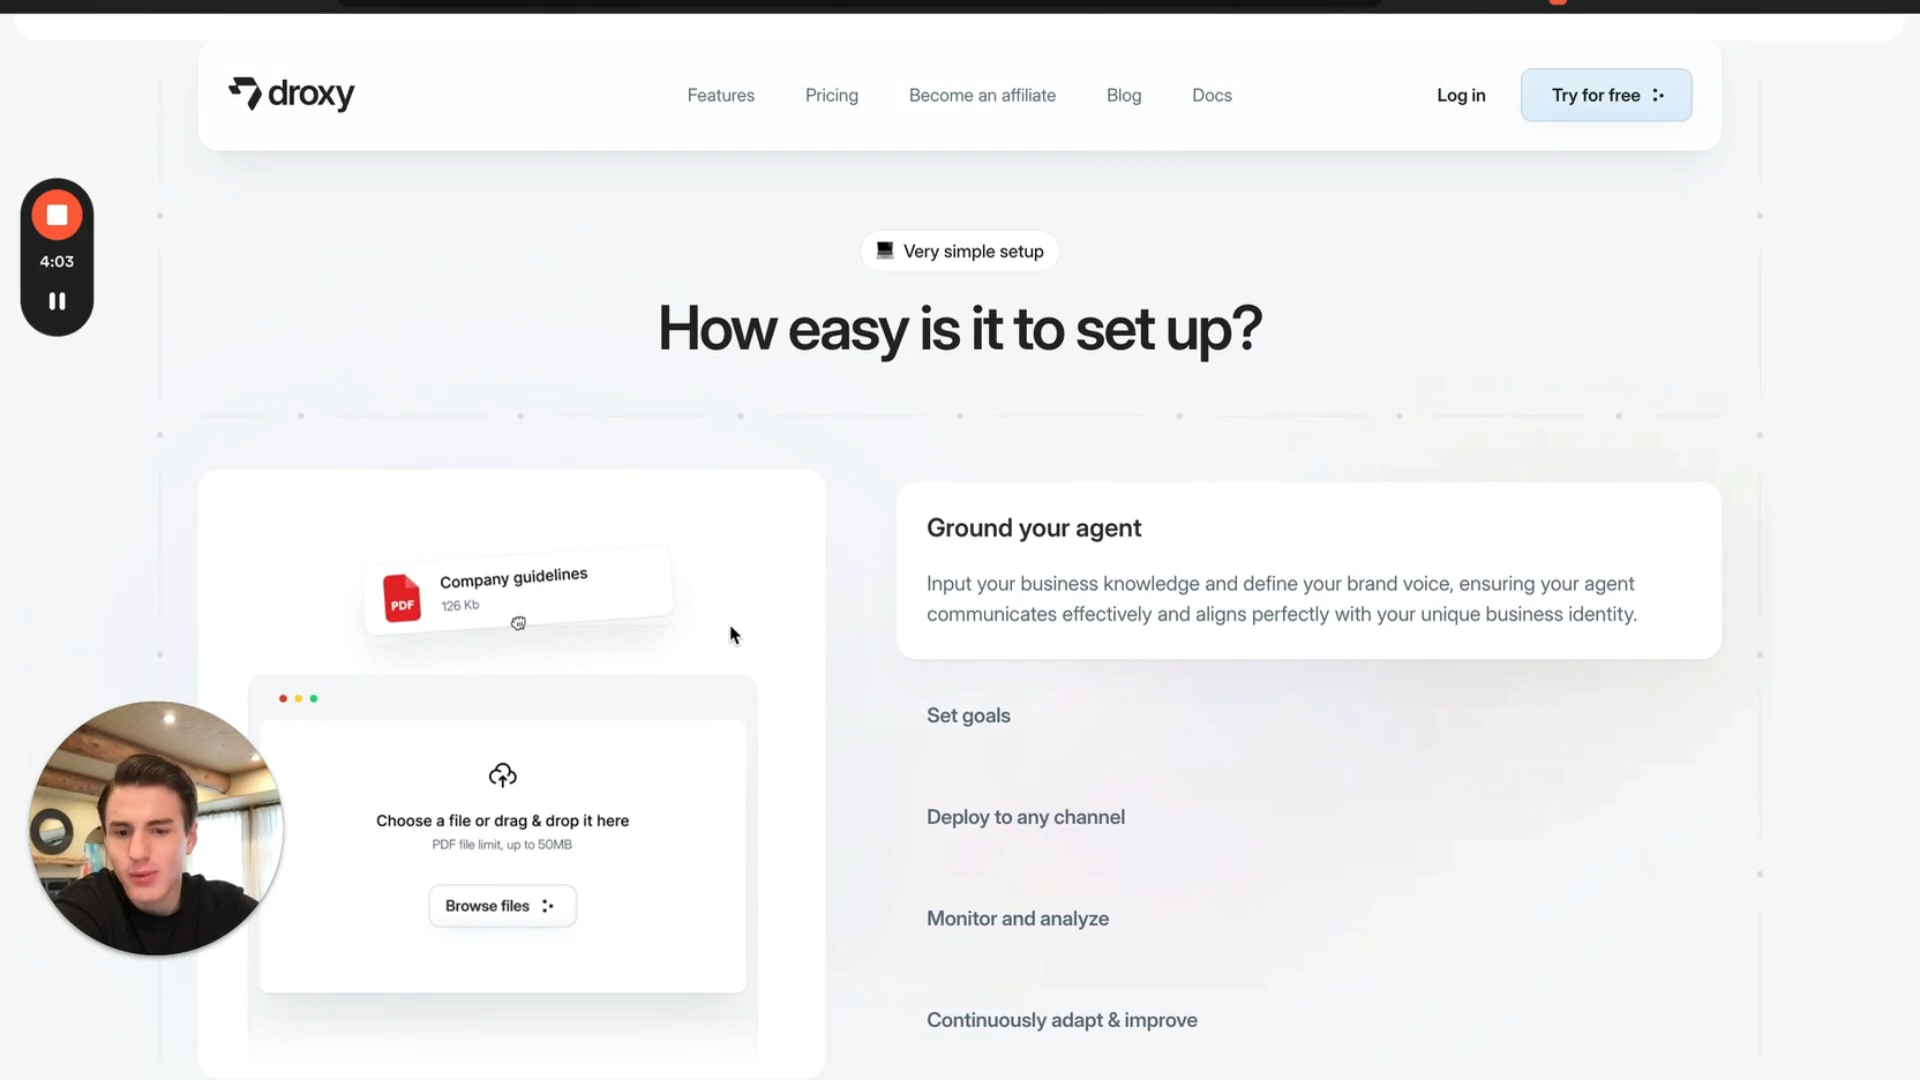 droxy
Features
Pricing
Become an affiliate
Blog
Docs
Log in
Try for free
4:03
Very simple setup
How easy is it to set up?
Company guidelines
PDF
126 Kb
Choose a file or drag & drop it here
PDF file limit, up to 50MB
Browse files
Ground your agent
Input your business knowledge and define your brand voice, ensuring your agent
communicates effectively and aligns perfectly with your unique business identity.
Set goals
Deploy to any channel
Monitor and analyze
Continuously adapt & improve